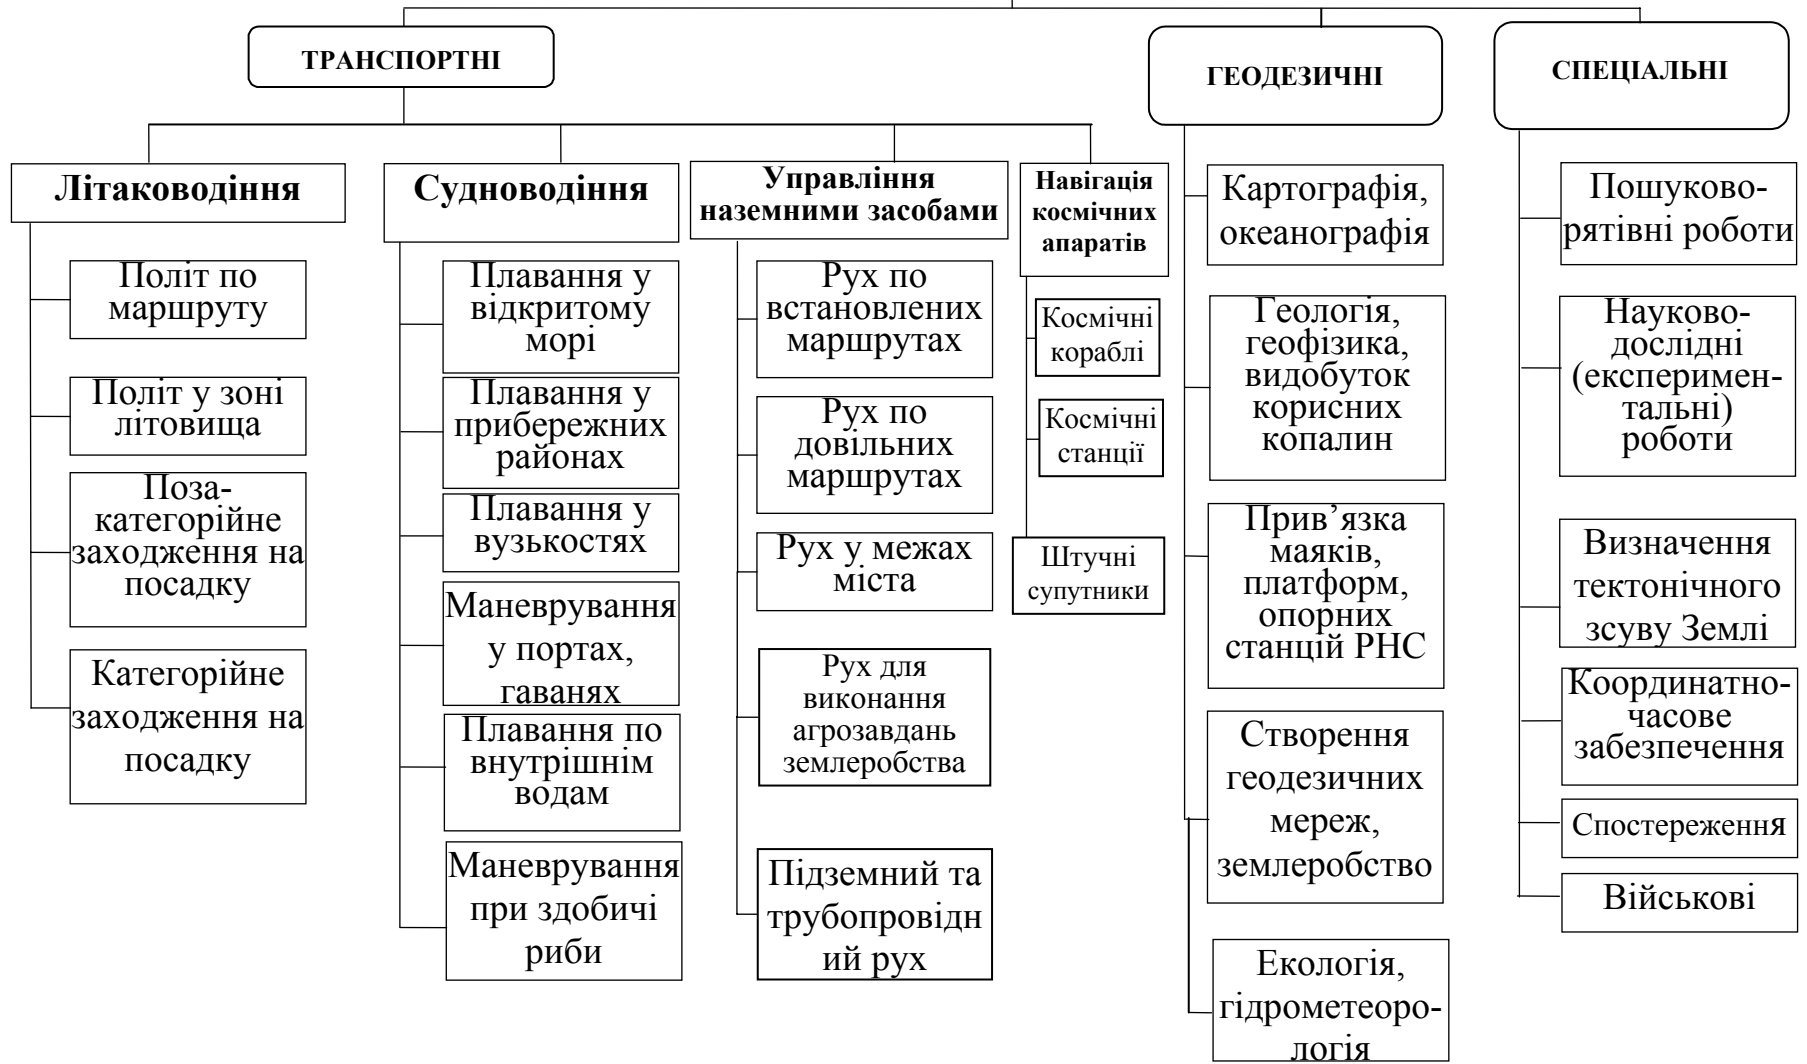 ТРАНСПОРТНІ
ГЕОДЕЗИЧНІ
СПЕЦІАЛЬНІ
Літаководіння
Політ по
маршруту
Політ у зоні
літовища
Поза-
категорійне
заходження на
посадку
Категорійне
заходження на
посадку
Судноводіння
Плавання у
відкритому
морі
Плавання у
прибережних
районах
Плавання у
вузькостях
Маневрування
у портах,
гаванях
Плавання по
внутрішнім
водам
Маневрування
при здобичі
риби
Управління
наземними засобами
Рух по
встановлених
маршрутах
Рух по
довільних
маршрутах
Рух у межах
міста
Рух для
виконання
агрозавдань
землеробства
Підземний та
трубопровідн
ий рух
Навігація
космічних
апаратів
Космічні
кораблі
Космічні
станції
Штучні
супутники
Картографія,
океанографія
Геологія,
геофізика,
видобуток
корисних
копалин
Прив’язка
маяків,
платформ,
опорних
станцій РНС
Створення
геодезичних
мереж,
землеробство
Екологія,
гідрометеоро-
логія
Пошуково-
рятівні роботи
Науково-
дослідні
(експеримен-
тальні)
роботи
Визначення
тектонічного
зсуву Землі
Координатно-
часове
забезпечення
Спостереження
Військові